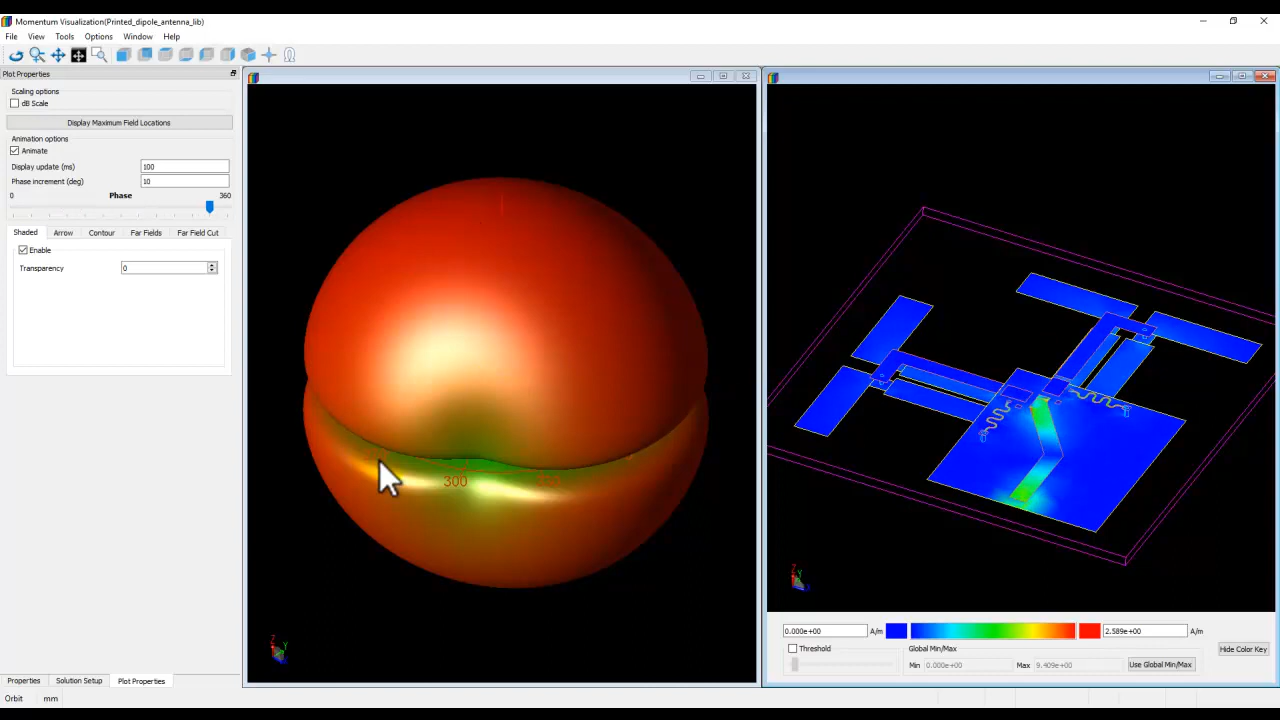 Momentum Visualization(Printed_dipole_antenna_lib)
File View Tools Options Window Help
Plot Properties
Scaling options
dB Scale
Display Maximum Field Locations
Animation options
Animate
Display update (ms) 100
Phase increment (deg) 10
0 Phase 360
Shaded Arrow Contour Far Fields Far Field Cut
Enable
Transparency 0
300
Z
Y
Z
Y
0.000e+00 A/m 2.589e+00 A/m
Threshold Global Min/Max Hide Color Key
Min 0.000e+00 Max 9.409e+00 Use Global Min/Max
Properties Solution Setup Plot Properties
Orbit mm